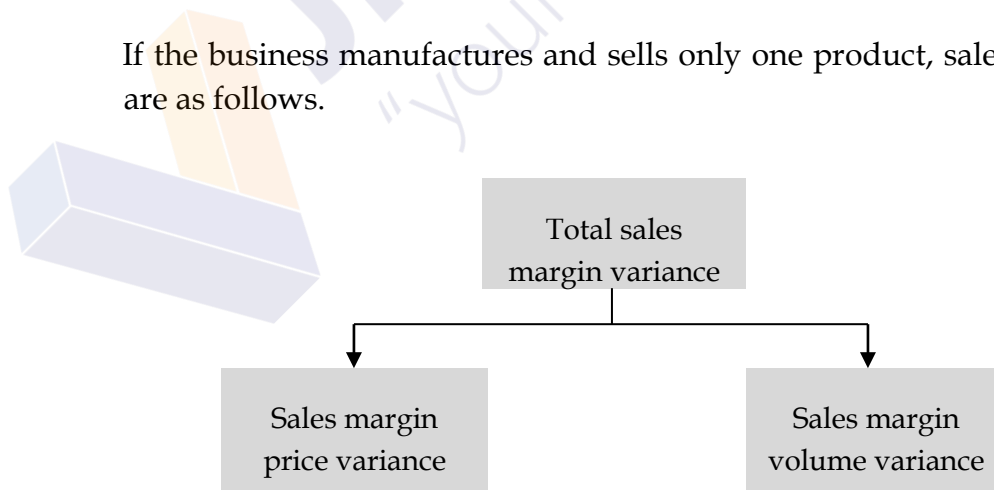 If the business manufactures and sells only one product, sale
are as follows.
"you
Total sales
margin variance
Sales margin
price variance
Sales margin
volume variance